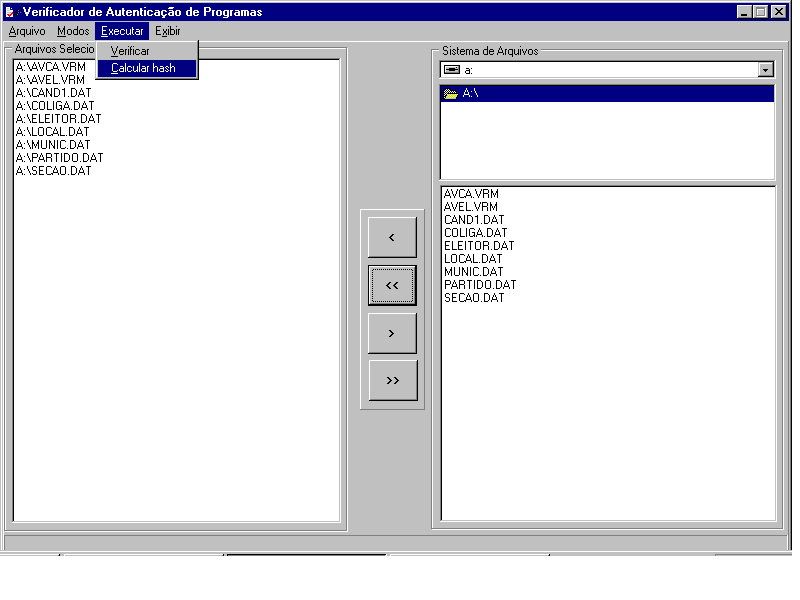 Verificador de Autenticação de Programas
Arquivo Modos Executar Exibir
Verificar
Calcular hash
Arquivos Selecio
A:\AVCA.VRM
A:\AVEL.VRM
A:\CAND1.DAT
A:\COLIGA.DAT
A:\ELEITOR.DAT
A:\LOCAL.DAT
A:\MUNIC.DAT
A:\PARTIDO.DAT
A:\SECAO.DAT
<
<<
>
>>
Sistema de Arquivos
a:
A:\
AVCA.VRM
AVEL.VRM
CAND1.DAT
COLIGA.DAT
ELEITOR.DAT
LOCAL.DAT
MUNIC.DAT
PARTIDO.DAT
SECAO.DAT